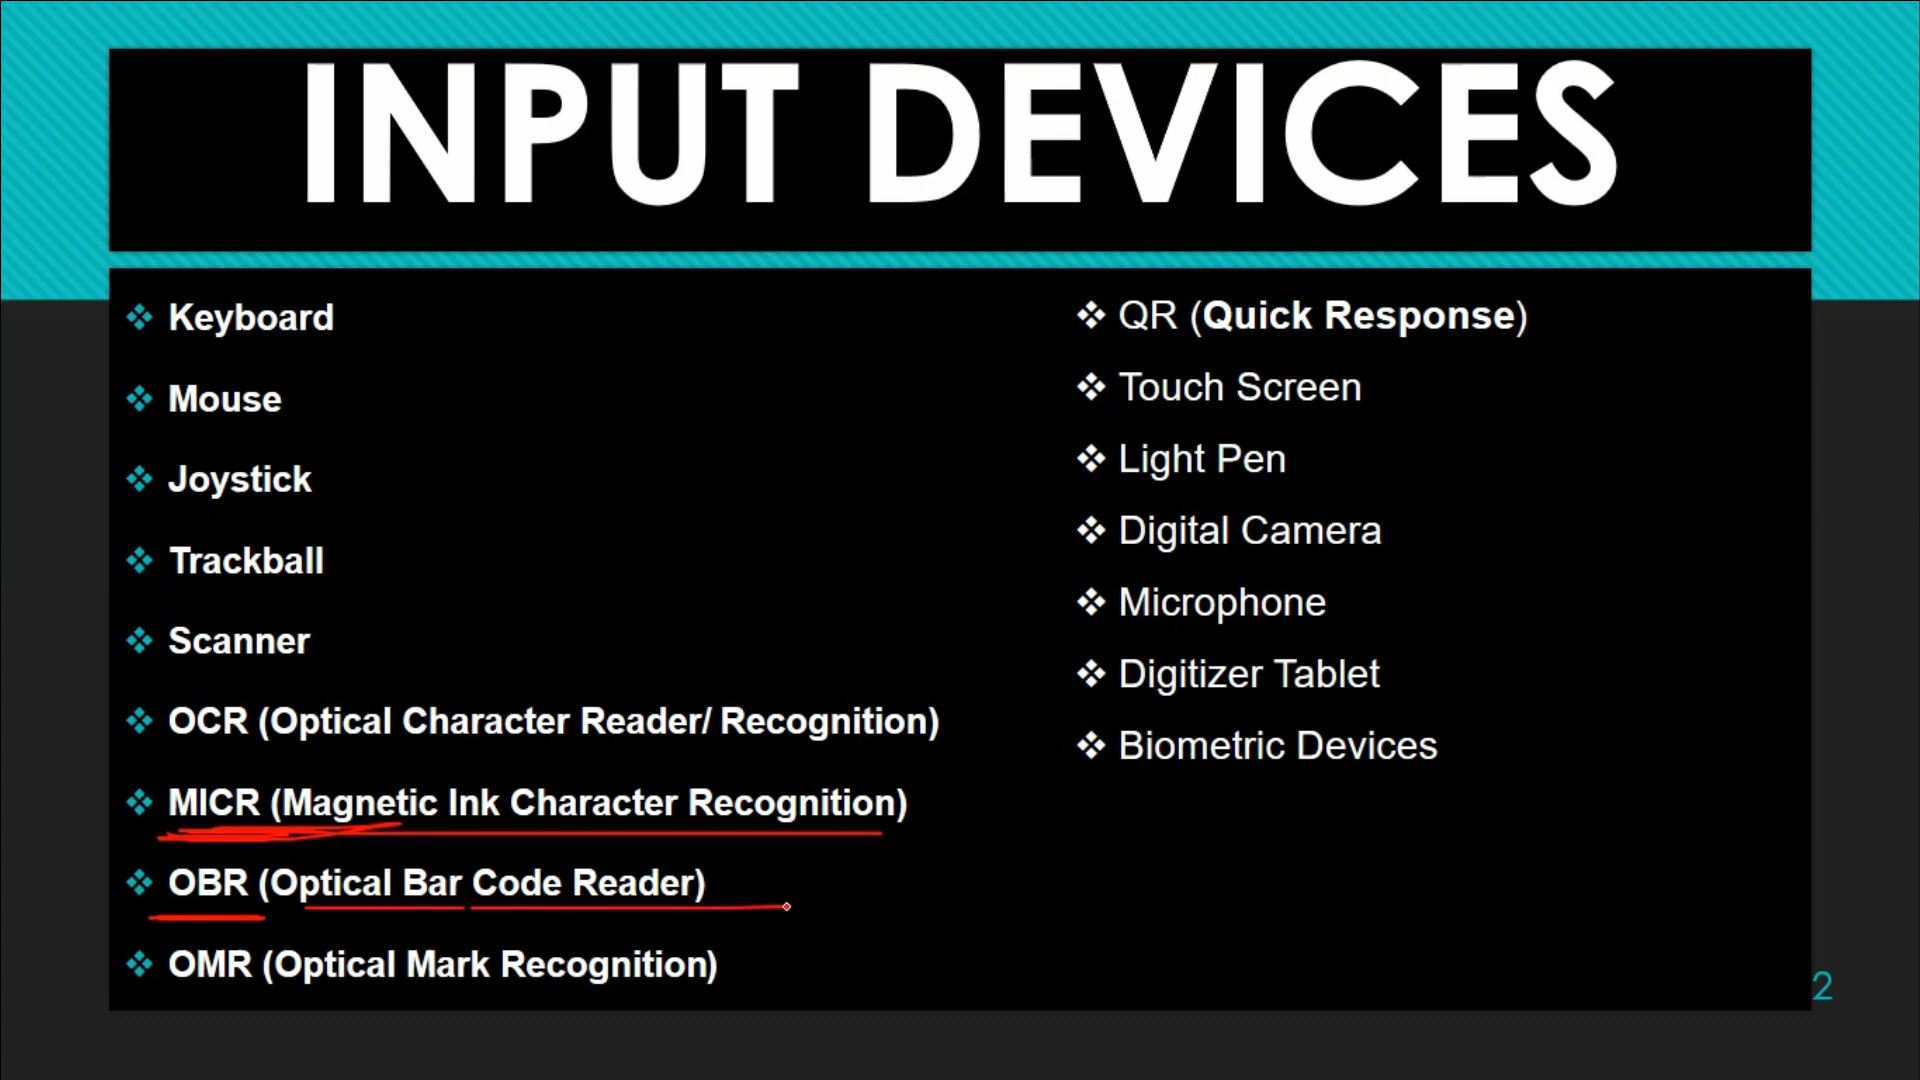 INPUT DEVICES
Keyboard
Mouse
Joystick
Trackball
Scanner
OCR (Optical Character Reader/ Recognition)
MICR (Magnetic Ink Character Recognition)
OBR (Optical Bar Code Reader)
OMR (Optical Mark Recognition)
QR (Quick Response)
Touch Screen
Light Pen
Digital Camera
Microphone
Digitizer Tablet
Biometric Devices
2